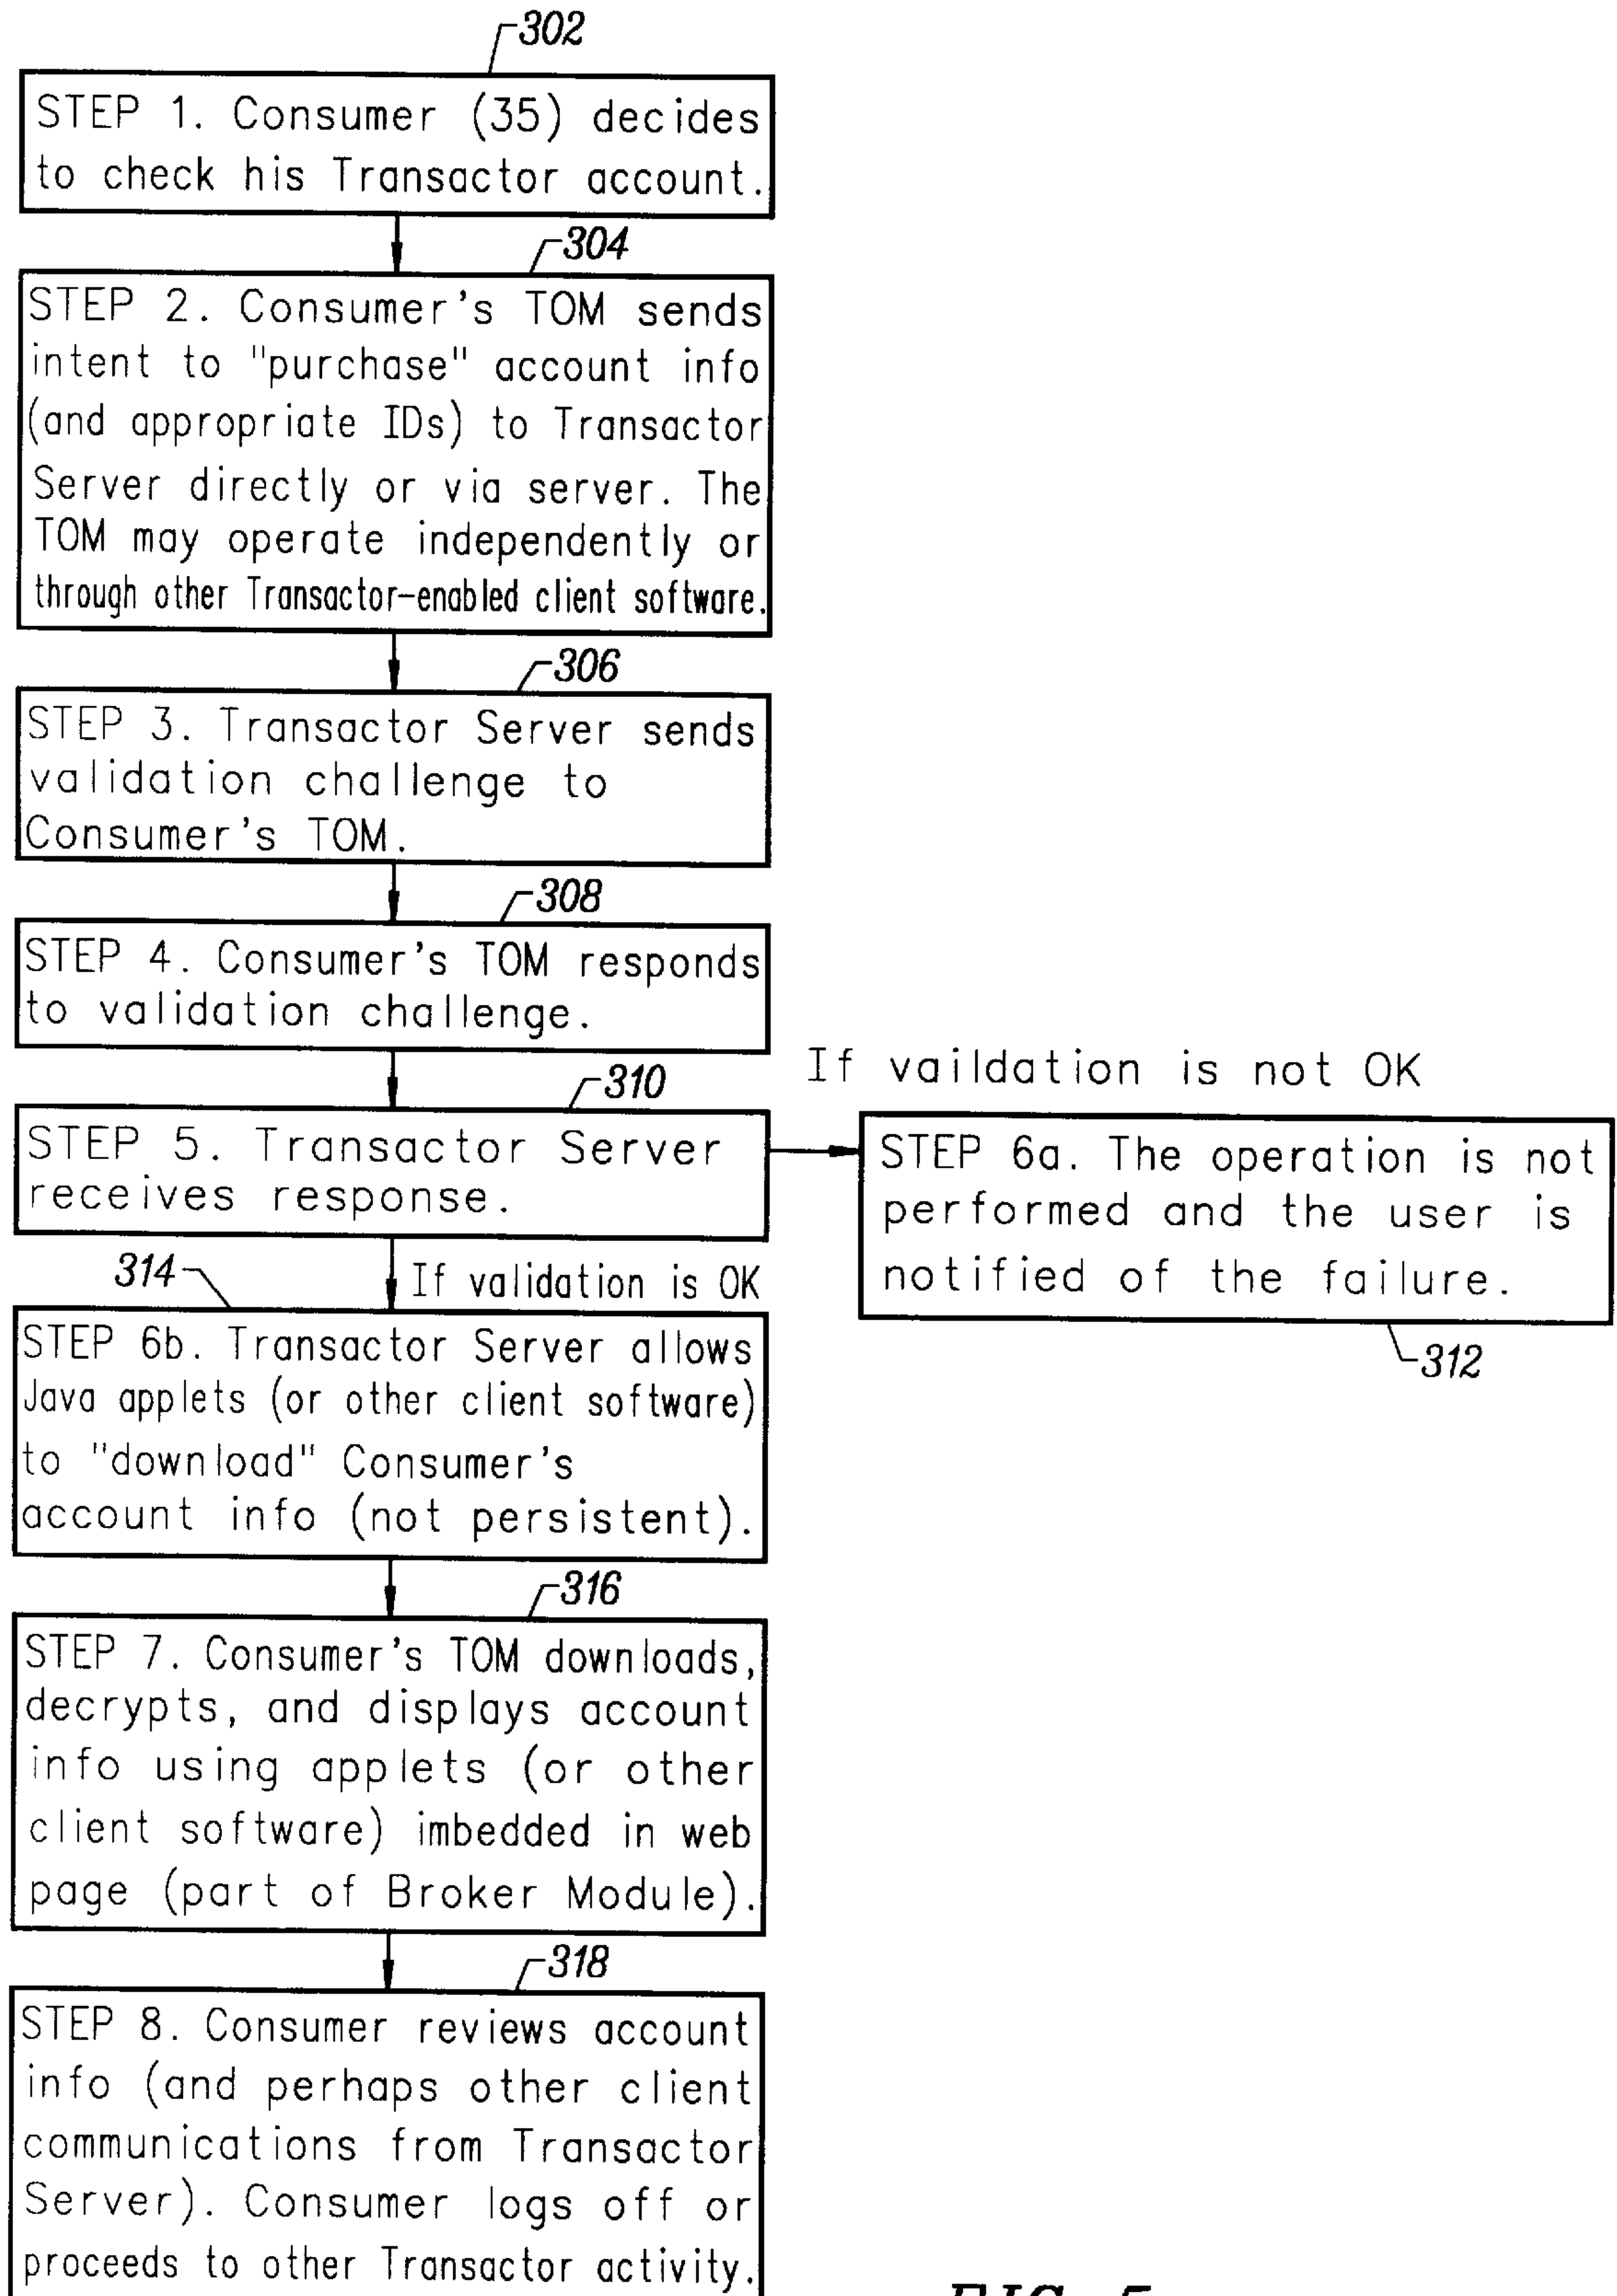 302
STEP 1. Consumer (35) decides
to check his Transactor account.
304
STEP 2. Consumer's TOM sends
intent to "purchase" account info
(and appropriate IDs) to Transactor
Server directly or via server. The
TOM may operate independently or
through other Transactor-enabled client software.
306
STEP 3. Transactor Server sends
validation challenge to
Consumer's TOM.
308
STEP 4. Consumer's TOM responds
to validation challenge.
310
STEP 5. Transactor Server
receives response.
If vaildation is not OK
STEP 6a. The operation is not
performed and the user is
notified of the failure.
312
If validation is OK
314
STEP 6b. Transactor Server allows
Java applets (or other client software)
to "download" Consumer's
account info (not persistent).
316
STEP 7. Consumer's TOM downloads,
decrypts, and displays account
info using applets (or other
client software) imbedded in web
page (part of Broker Module).
318
STEP 8. Consumer reviews account
info (and perhaps other client
communications from Transactor
Server). Consumer logs off or
proceeds to other Transactor activity.